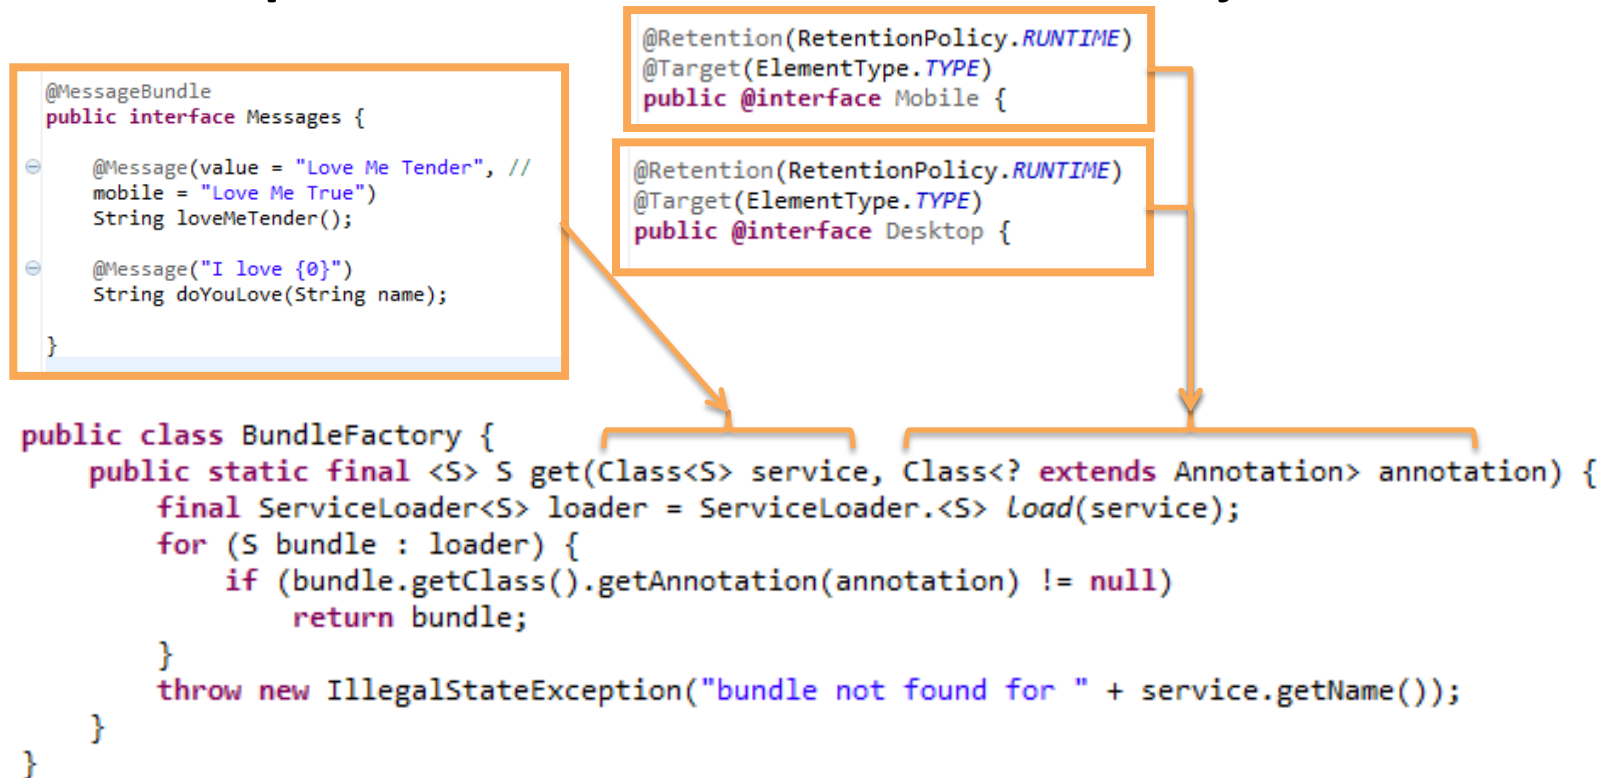 @MessageBundle
public interface Messages {
@Message(value = "Love Me Tender", //
mobile = "Love Me True")
String loveMeTender();
@Message("I love {0}")
String doYouLove(String name);
}
@Retention(RetentionPolicy.RUNTIME)
@Target(ElementType.TYPE)
public @interface Mobile {
@Retention(RetentionPolicy.RUNTIME)
@Target(ElementType.TYPE)
public @interface Desktop {
public class BundleFactory {
public static final <S> S get(Class<S> service, Class<? extends Annotation> annotation) {
final ServiceLoader<S> loader = ServiceLoader.<S> load(service);
for (S bundle : loader) {
if (bundle.getClass().getAnnotation(annotation) != null)
return bundle;
}
throw new IllegalStateException("bundle not found for " + service.getName());
}
}